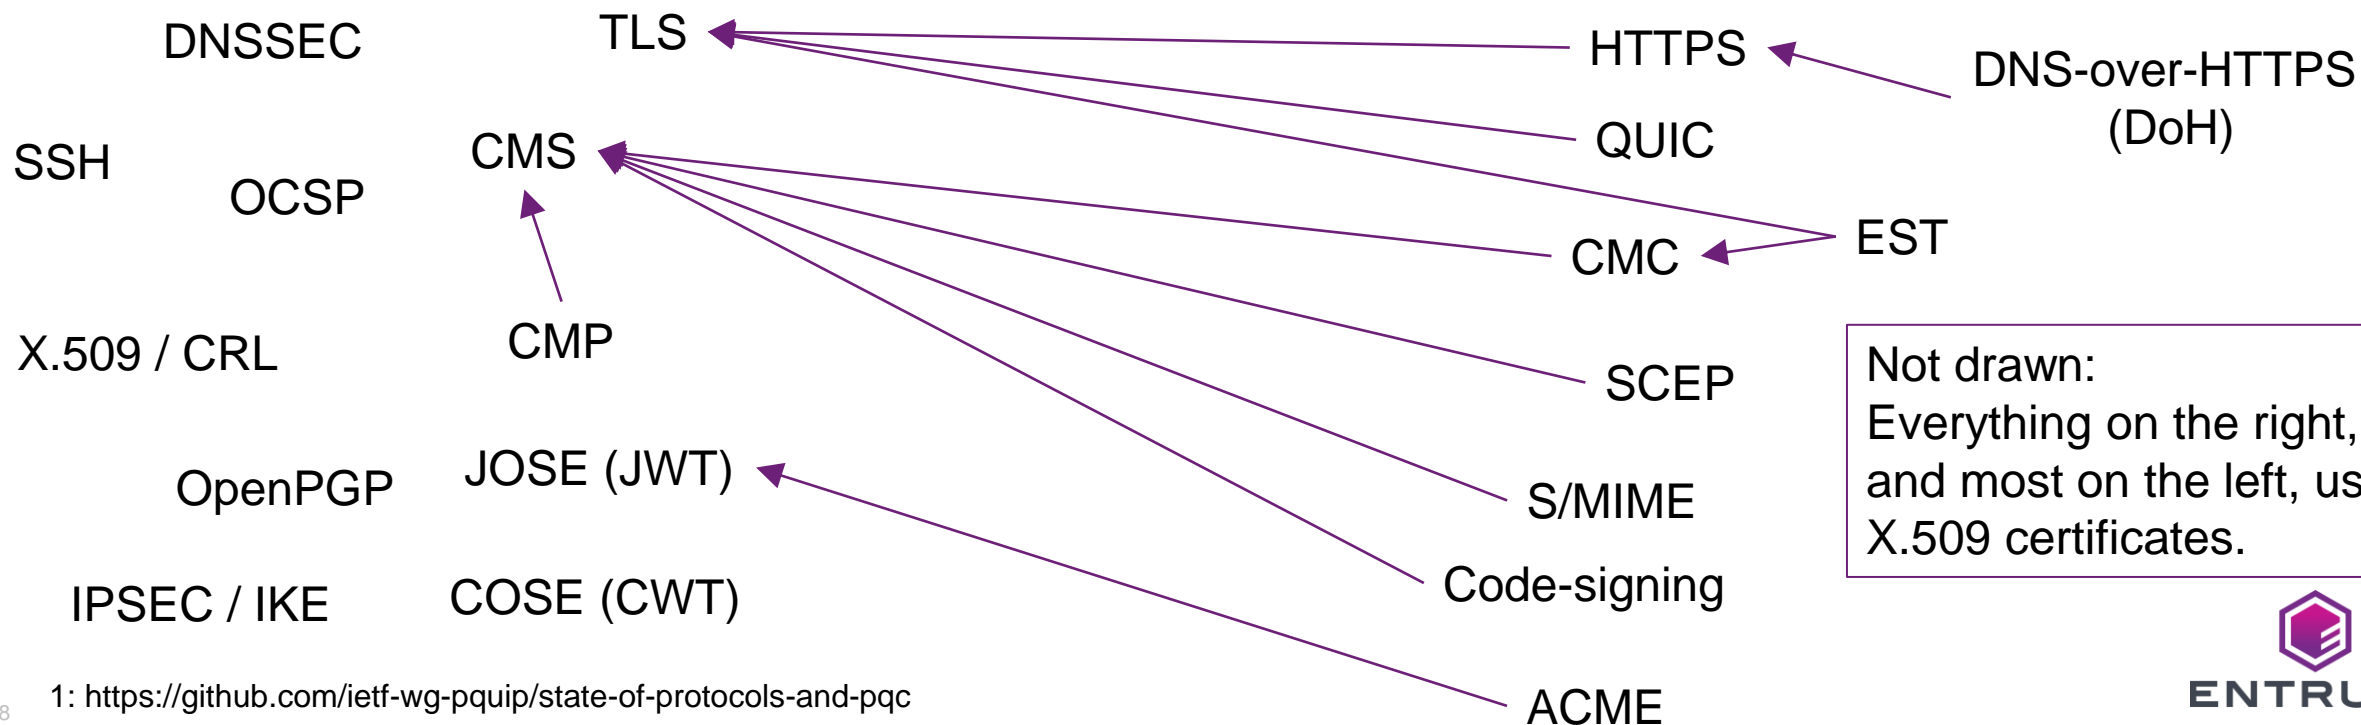 DNSSEC
TLS
HTTPS
DNS-over-HTTPS
(DoH)
SSH
OCSP
CMS
QUIC
CMC
EST
X.509 / CRL
CMP
SCEP
Not drawn:
Everything on the right,
and most on the left, us
X.509 certificates.
OpenPGP
JOSE (JWT)
S/MIME
IPSEC / IKE
COSE (CWT)
Code-signing
ACME
1: https://github.com/ietf-wg-pquip/state-of-protocols-and-pqc
8
ENTRU